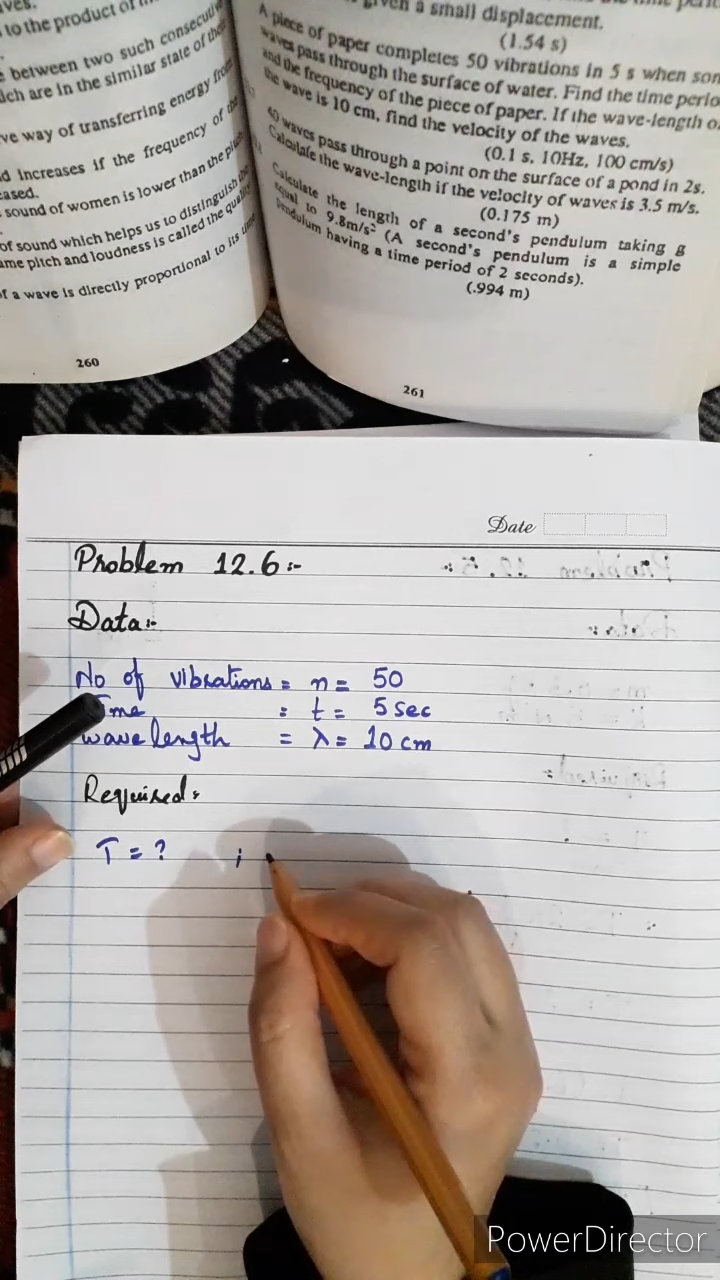 ves.
to the product of
between two such consecuti
ich are in the similar state of their
ve way of transferring energy from
d increases if the frequency of the
eased.
sound of women is lower than the pitch
of sound which helps us to distinguish
ame pitch and loudness is called the quality
of a wave is directly proportional to its
260
given a small displacement.
(1.54 s)
A piece of paper completes 50 vibrations in 5 s when som
waves pass through the surface of water. Find the time perio
and the frequency of the piece of paper. If the wave-length o
the wave is 10 cm, find the velocity of the waves.
(0.1 s, 10Hz, 100 cm/s)
40 waves pass through a point on the surface of a pond in 2s.
Calculate the wave-length if the velocity of waves is 3.5 m/s.
(0.175 m)
Calculate the length of a second's pendulum taking g
equal to 9.8m/s² (A second's pendulum is a simple
pendulum having a time period of 2 seconds).
(.994 m)
261
Date
Problem 12.6:-
Data:-
No of vibrations = n = 50
Time = t = 5 sec
wave length = λ = 10 cm
Required:
T = ? ;
PowerDirector